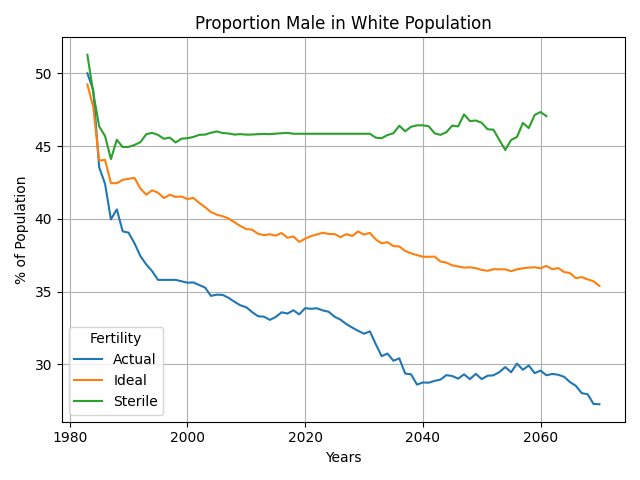 Proportion Male in White Population
% of Population
50
45
40
35
30
Fertility
Actual
Ideal
Sterile
1980
2000
2020
2040
2060
Years